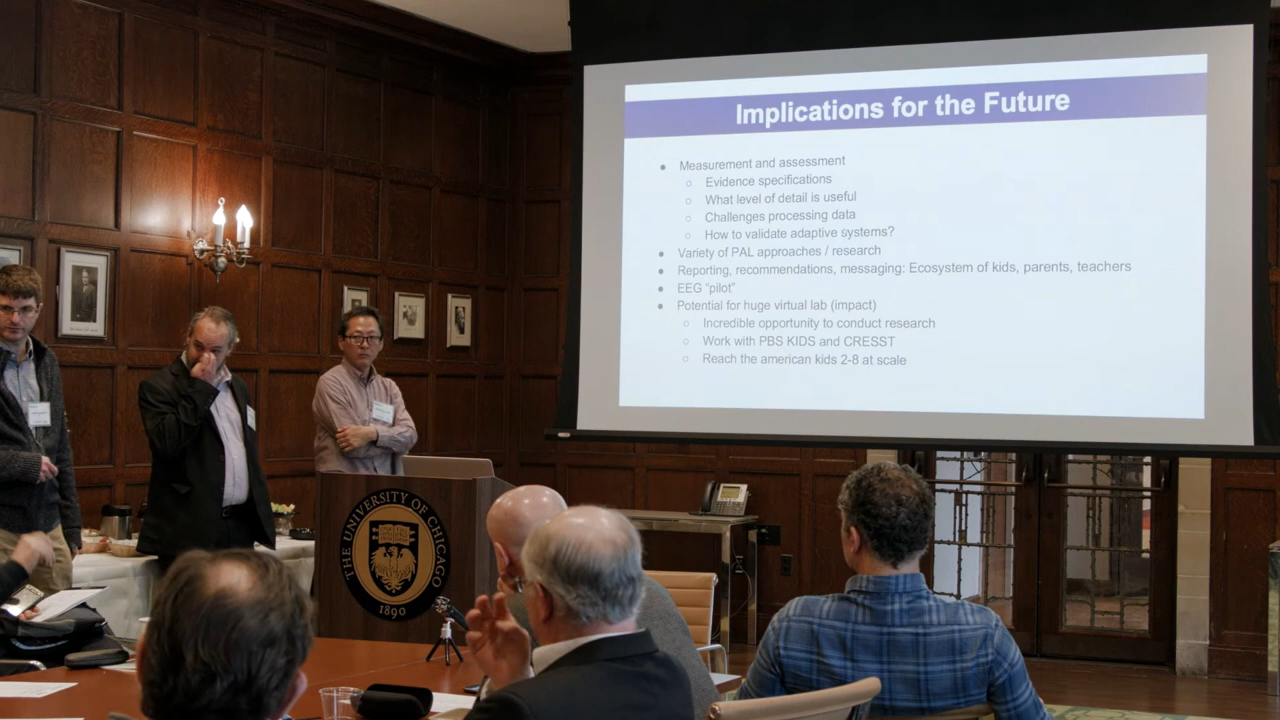 Implications for the Future
● Measurement and assessment
○ Evidence specifications
○ What level of detail is useful
○ Challenges processing data
○ How to validate adaptive systems?
● Variety of PAL approaches / research
● Reporting, recommendations, messaging: Ecosystem of kids, parents, teachers
● EEG “pilot”
● Potential for huge virtual lab (impact)
○ Incredible opportunity to conduct research
○ Work with PBS KIDS and CRESST
○ Reach the american kids 2-8 at scale
THE UNIVERSITY OF CHICAGO
1890